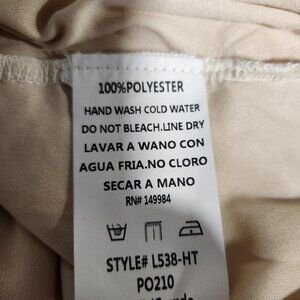 100%POLYESTER
HAND WASH COLD WATER
DO NOT BLEACH.LINE DRY
LAVAR A WANO CON
AGUA FRIA.NO CLORO
SECAR A MANO
RN# 149984
STYLE# L538-HT
PO210